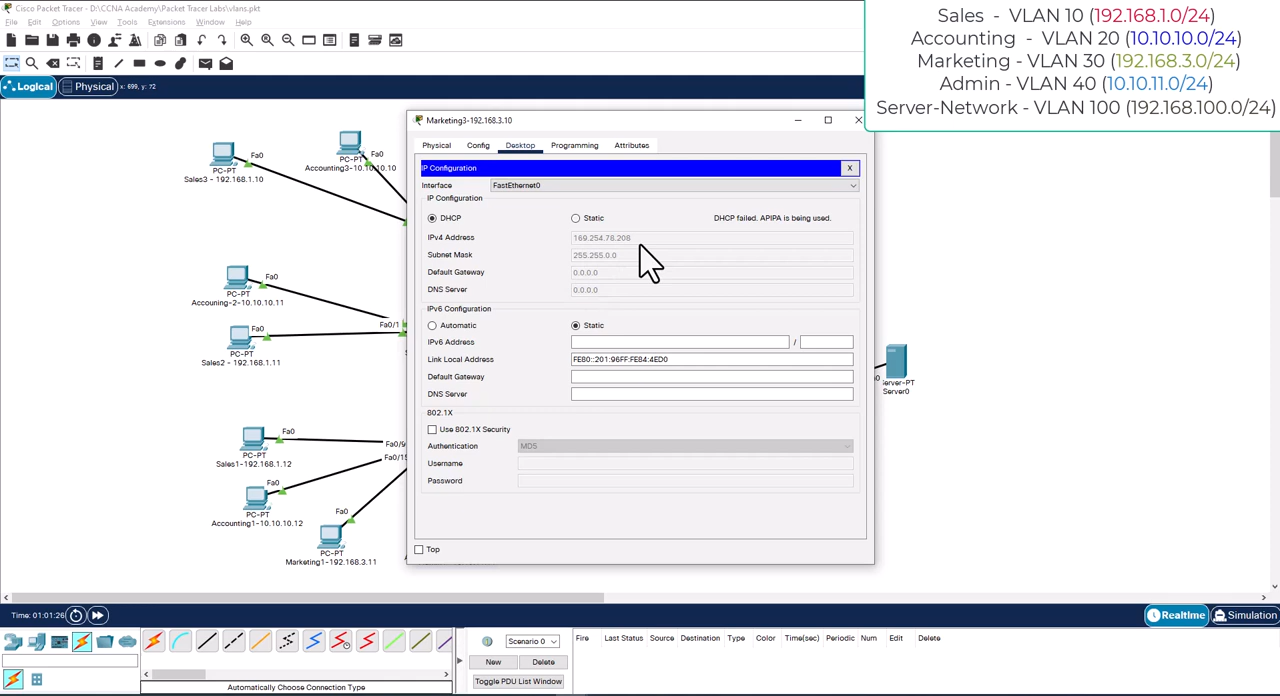 Cisco Packet Tracer - D:\CCNA Academy\Packet Tracer Labs\vlans.pkt
File Edit Options View Tools Extensions Window Help
Sales - VLAN 10 (192.168.1.0/24)
Accounting - VLAN 20 (10.10.10.0/24)
Marketing - VLAN 30 (192.168.3.0/24)
Admin - VLAN 40 (10.10.11.0/24)
Server-Network - VLAN 100 (192.168.100.0/24)
Logical Physical x: 699, y: 72
Fa0
PC-PT
Sales3 - 192.168.1.10
Fa0
PC-PT
Accounting3-10.10.10.10
Fa0
PC-PT
Accouning-2-10.10.10.11
Fa0/1
Fa0
PC-PT
Sales2 - 192.168.1.11
Fa0
PC-PT
Sales1-192.168.1.12
Fa0/9
Fa0/15
Fa0
PC-PT
Accounting1-10.10.10.12
Fa0
PC-PT
Marketing1-192.168.3.11
Marketing3-192.168.3.10
Physical Config Desktop Programming Attributes
IP Configuration X
Interface FastEthernet0
IP Configuration
DHCP Static DHCP failed. APIPA is being used.
IPv4 Address 169.254.78.208
Subnet Mask 255.255.0.0
Default Gateway 0.0.0.0
DNS Server 0.0.0.0
IPv6 Configuration
Automatic Static
IPv6 Address /
Link Local Address FE80::201:96FF:FE84:4ED0
Default Gateway
DNS Server
802.1X
Use 802.1X Security
Authentication MD5
Username
Password
Top
erver-PT
Server0
Time: 01:01:26 Realtime Simulation
Scenario 0
New Delete
Toggle PDU List Window
Fire Last Status Source Destination Type Color Time(sec) Periodic Num Edit Delete
Automatically Choose Connection Type